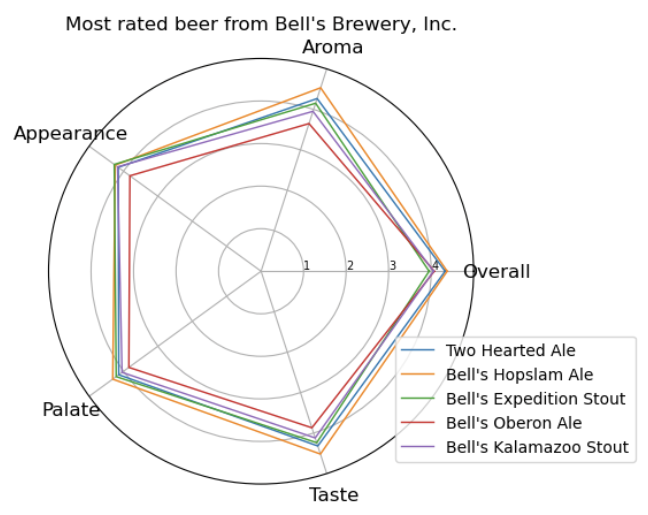 Most rated beer from Bell's Brewery, Inc.
Aroma
Appearance
1
2
3
4
Overall
Two Hearted Ale
Bell's Hopslam Ale
Bell's Expedition Stout
Bell's Oberon Ale
Bell's Kalamazoo Stout
Palate
Taste